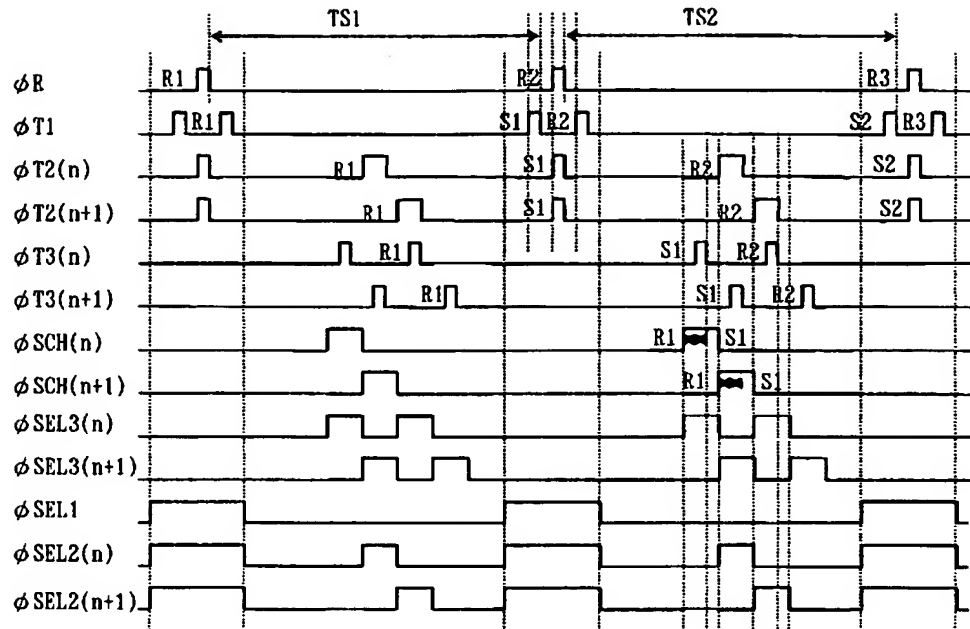 TS1 TS2
φR R1 R2 R3
φT1 R1 S1 R2 S2 R3
φT2(n) R1 S1 R2 S2
φT2(n+1) R1 S1 R2 S2
φT3(n) R1 S1 R2
φT3(n+1) R1 S1 R2
φSCH(n) R1 S1
φSCH(n+1) R1 S1
φSEL3(n)
φSEL3(n+1)
φSEL1
φSEL2(n)
φSEL2(n+1)